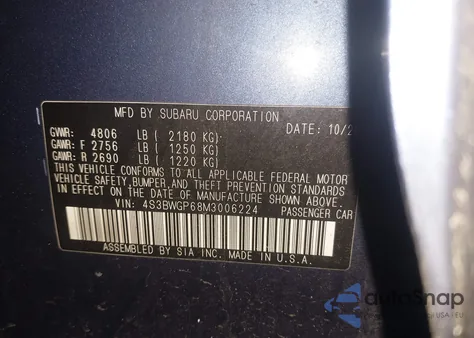 MFD BY SUBARU CORPORATION
DATE: 10/2
GVWR: 4806 LB ( 2180 KG)
GAWR: F 2756 LB ( 1250 KG)
GAWR: R 2690 LB ( 1220 KG)
THIS VEHICLE CONFORMS TO ALL APPLICABLE FEDERAL MOTOR
VEHICLE SAFETY, BUMPER, AND THEFT PREVENTION STANDARDS
IN EFFECT ON THE DATE OF MANUFACTURE SHOWN ABOVE.
VIN: 4S3BWGP68M3006224 PASSENGER CAR
ASSEMBLED BY SIA INC. MADE IN U.S.A.
autoSnap
USA | EU